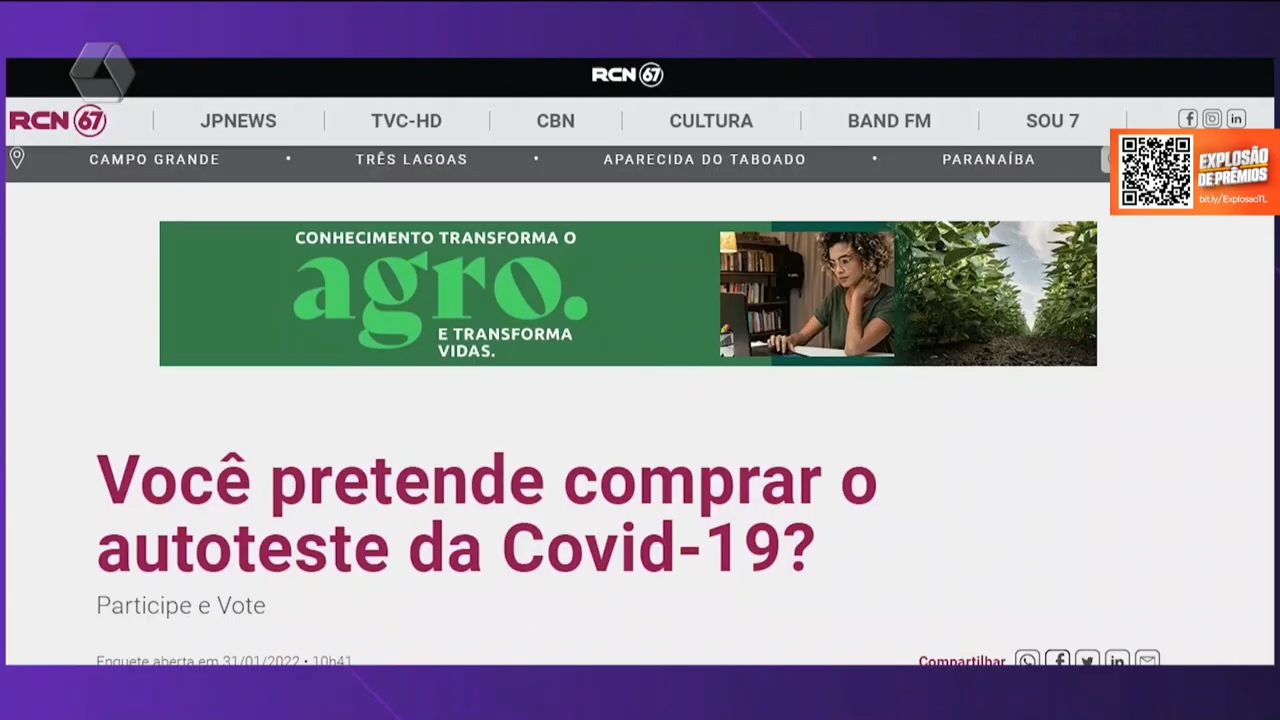 RCN 67
RCN 67
JPNEWS
TVC-HD
CBN
CULTURA
BAND FM
SOU 7
CAMPO GRANDE • TRÊS LAGOAS • APARECIDA DO TABOADO • PARANAÍBA
EXPLOSÃO
DE PRÊMIOS
bit.ly/ExplosaoTL
CONHECIMENTO TRANSFORMA O
agro.
E TRANSFORMA
VIDAS.
Você pretende comprar o
autoteste da Covid-19?
Participe e Vote
Enquete aberta em 31/01/2022 • 10h41
Compartilhar